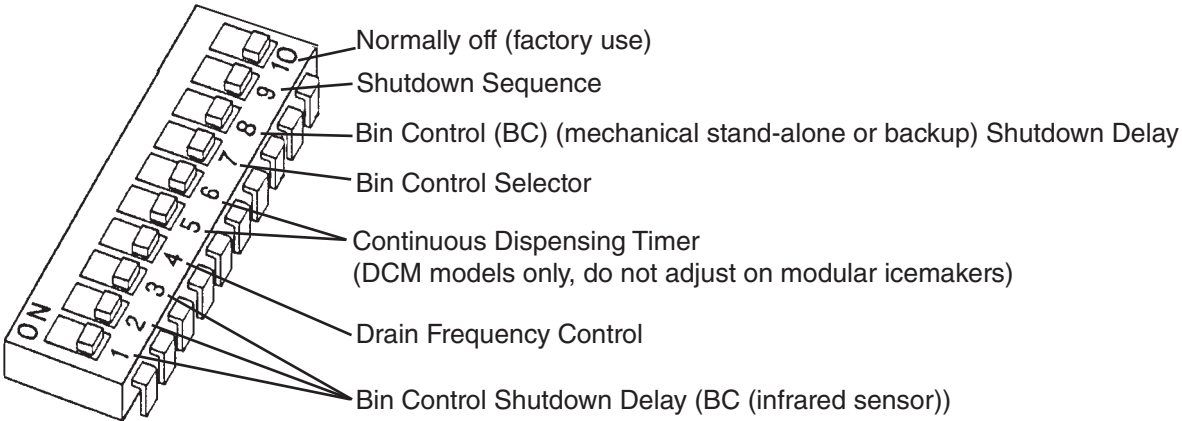 Normally off (factory use)
10
Shutdown Sequence
9
Bin Control (BC) (mechanical stand-alone or backup) Shutdown Delay
8
7
Bin Control Selector
6
5
Continuous Dispensing Timer
(DCM models only, do not adjust on modular icemakers)
4
3
Drain Frequency Control
ON
2
1
Bin Control Shutdown Delay (BC (infrared sensor))